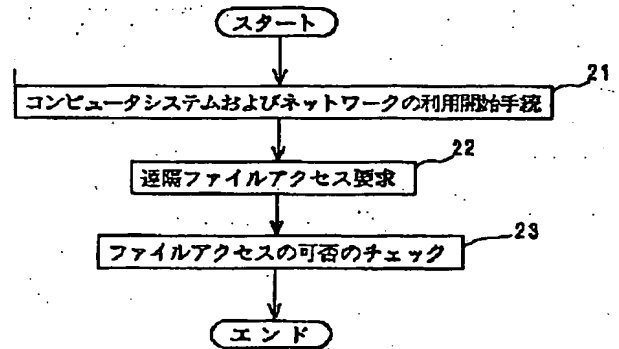 スタート
21
コンピュータシステムおよびネットワークの利用開始手続
22
遠隔ファイルアクセス要求
23
ファイルアクセスの可否のチェック
エンド